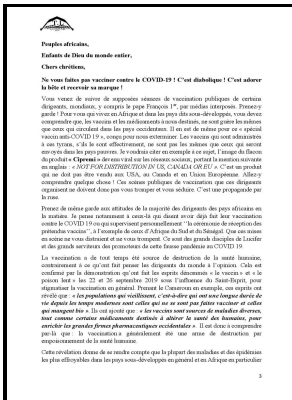 Peuples africains,
Enfants de Dieu du monde entier,
Chers chrétiens,
Ne vous faites pas vacciner contre le COVID-19 ! C'est diabolique ! C'est adorer
la bête et recevoir sa marque !
Vous venez de suivre de supposées séances de vaccination publiques de certains
dirigeants, mondiaux, y compris le pape François 1er, par médias interposés. Prenez-y
garde ! Pour vous qui vivez en Afrique et dans les pays dits sous-développés, vous devez
comprendre que, les vaccins et les médicaments à nous destinés, ne sont guère les mêmes
que ceux qui circulent dans les pays occidentaux. Il en est de même pour ce « spécial
vaccin anti-COVID 19 », conçu pour nous exterminer. Les vaccins qui sont administrés
à ces tyrans, s'ils le sont effectivement, ne sont pas les mêmes que ceux qui seront
envoyés dans les pays pauvres. Je voudrais citer en exemple à ce sujet, l'image du flacon
du produit « Cipremi » devenu viral sur les réseaux sociaux, portant la mention suivante
en anglais : « NOT FOR DISTRIBUTION IN US, CANADA OR EU ». C'est un produit
qui ne doit pas être vendu aux USA, au Canada et en Union Européenne. Allez-y
comprendre quelque chose ! Ces scènes publiques de vaccination que ces dirigeants
organisent ne doivent donc pas vous tromper et vous séduire. C'est une propagande par
la ruse.
Prenez de même garde aux attitudes de la majorité des dirigeants des pays africains en
la matière. Je pense notamment à ceux-là qui disent avoir déjà fait leur vaccination
contre le COVID 19 ou qui supervisent personnellement "la cérémonie de réception des
prétendus vaccins", à l'exemple de ceux d'Afrique du Sud et du Sénégal. Que ces mises
en scène ne vous distraient et ne vous trompent. Ce sont de grands disciples de Lucifer
et des grands serviteurs des promoteurs de cette fausse pandémie au COVID 19.
La vaccination a de tout temps été source de destruction de la santé humaine,
contrairement à ce qu'ont fait penser les dirigeants du monde à l'opinion. Cela est
confirmé par la démonstration qu'ont fait les esprits dénommés « le vaccin » et « le
poison lent » les 22 et 26 septembre 2019 sous l'influence du Saint-Esprit, pour
stigmatiser la vaccination en général. Prenant le Cameroun en exemple, ces esprits ont
révélé que : « les populations qui vieillissent, c'est-à-dire qui ont une longue durée de
vie depuis les temps modernes sont celles qui ne se sont pas faites vacciner et celles
qui mangent bio ». Ils ont ajouté que : « les vaccins sont sources de maladies diverses,
tout comme certains médicaments destinés à altérer la santé des humains, pour
enrichir les grandes firmes pharmaceutiques occidentales ». Il est donc à comprendre
par-là que : la vaccination a généralement été une arme de destruction par
empoisonnement de la santé humaine.
Cette révélation donne de se rendre compte que la plupart des maladies et des épidémies
les plus effroyables dans les pays sous-développés en général et en Afrique en particulier
3